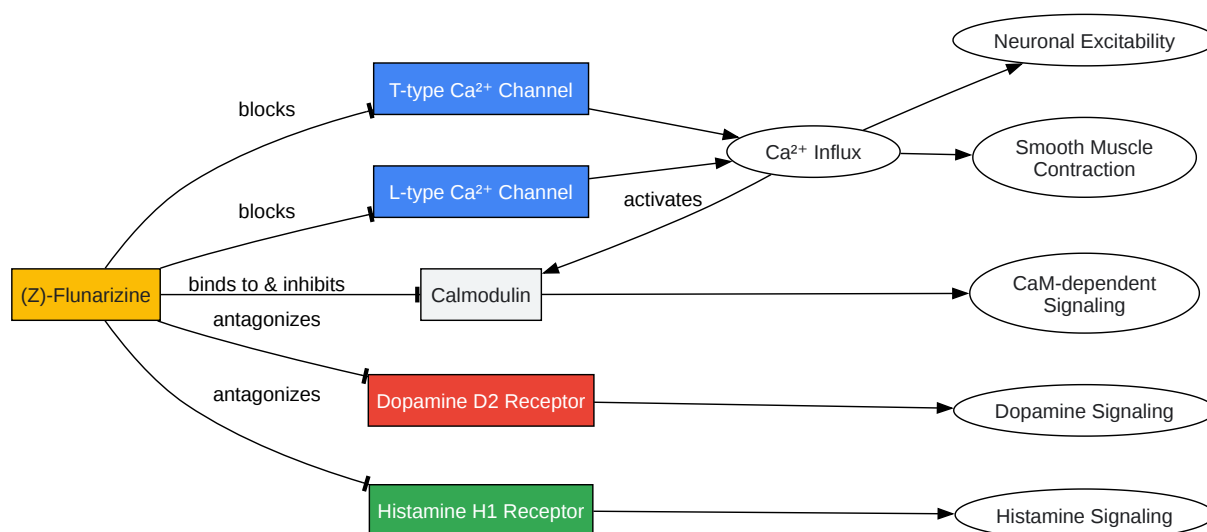 Neuronal Excitability
T-type Ca²⁺ Channel
blocks
Ca²⁺ Influx
Smooth Muscle
Contraction
L-type Ca²⁺ Channel
activates
blocks
(Z)-Flunarizine
binds to & inhibits
Calmodulin
CaM-dependent
Signaling
antagonizes
antagonizes
Dopamine D2 Receptor
Dopamine Signaling
Histamine H1 Receptor
Histamine Signaling